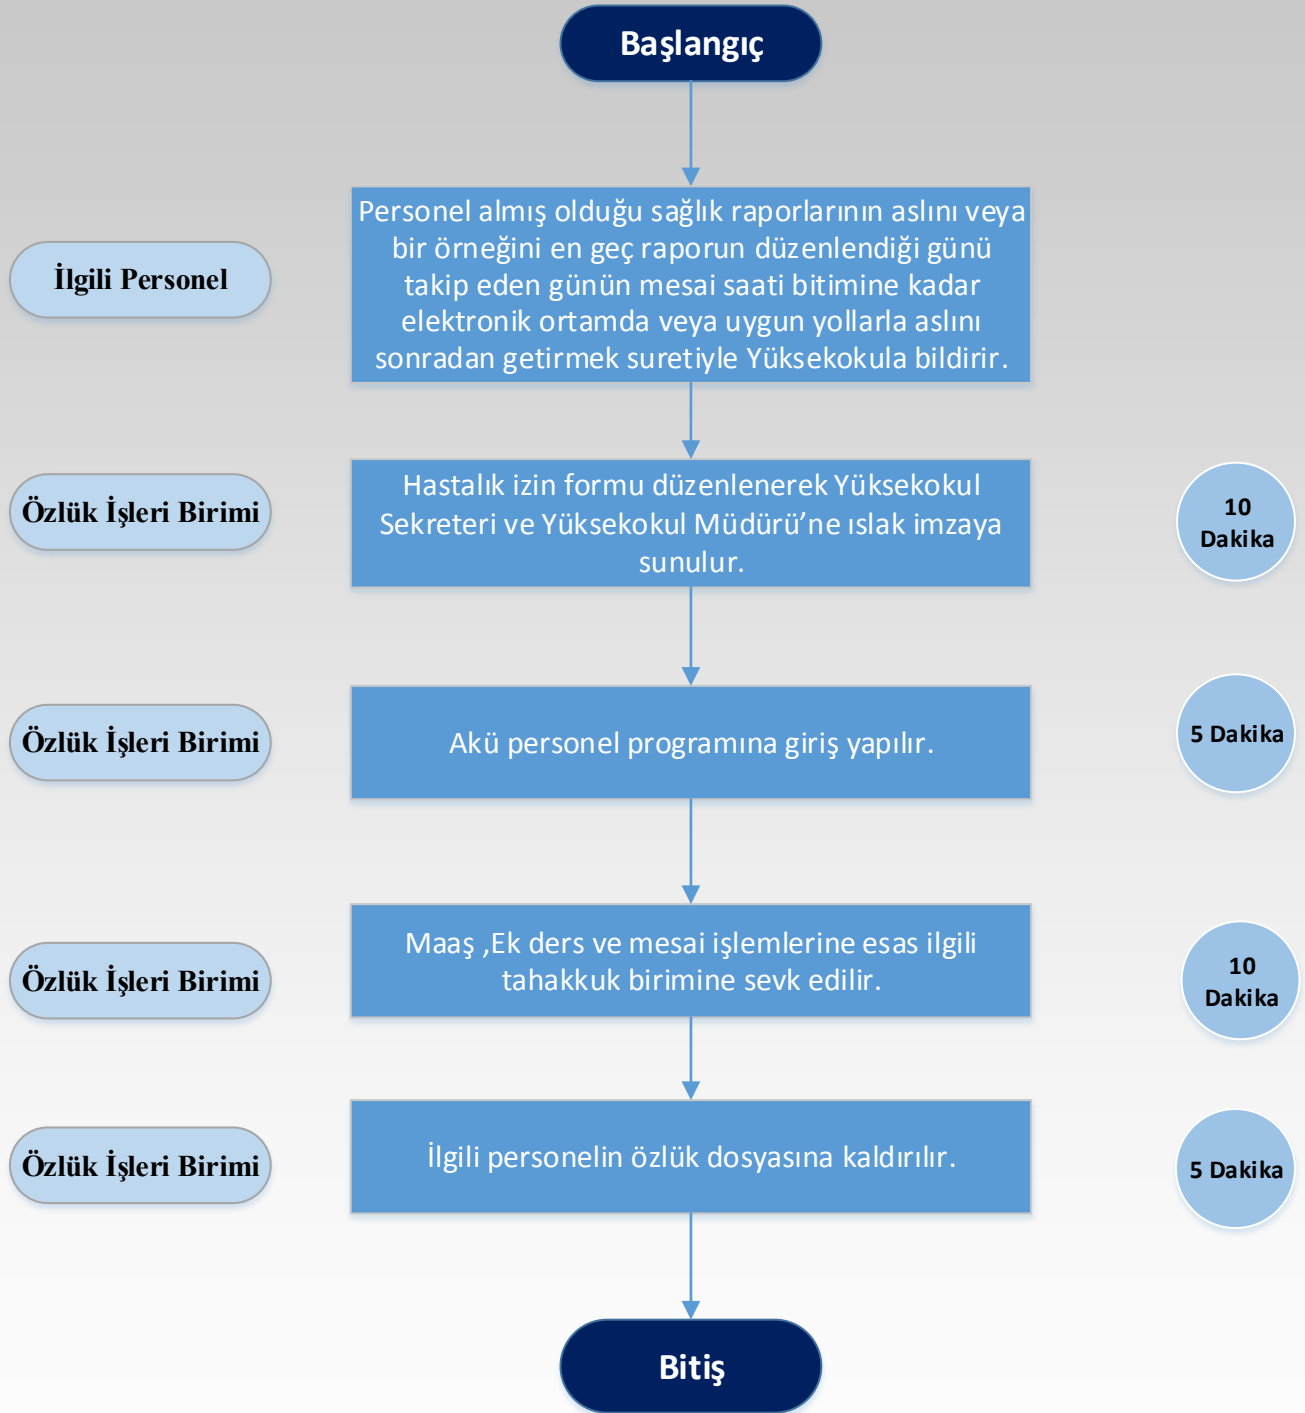 Başlangıç
İlgili Personel
Personel almış olduğu sağlık raporlarının aslını veya
bir örneğini en geç raporun düzenlendiği günü
takip eden günün mesai saati bitimine kadar
elektronik ortamda veya uygun yollarla aslını
sonradan getirmek suretiyle Yüksekokula bildirir.
Özlük İşleri Birimi
Hastalık izin formu düzenlenerek Yüksekokul
Sekreteri ve Yüksekokul Müdürü’ne ıslak imzaya
sunulur.
10
Dakika
Özlük İşleri Birimi
Akü personel programına giriş yapılır.
5 Dakika
Özlük İşleri Birimi
Maaş ,Ek ders ve mesai işlemlerine esas ilgili
tahakkuk birimine sevk edilir.
10
Dakika
Özlük İşleri Birimi
İlgili personelin özlük dosyasına kaldırılır.
5 Dakika
Bitiş